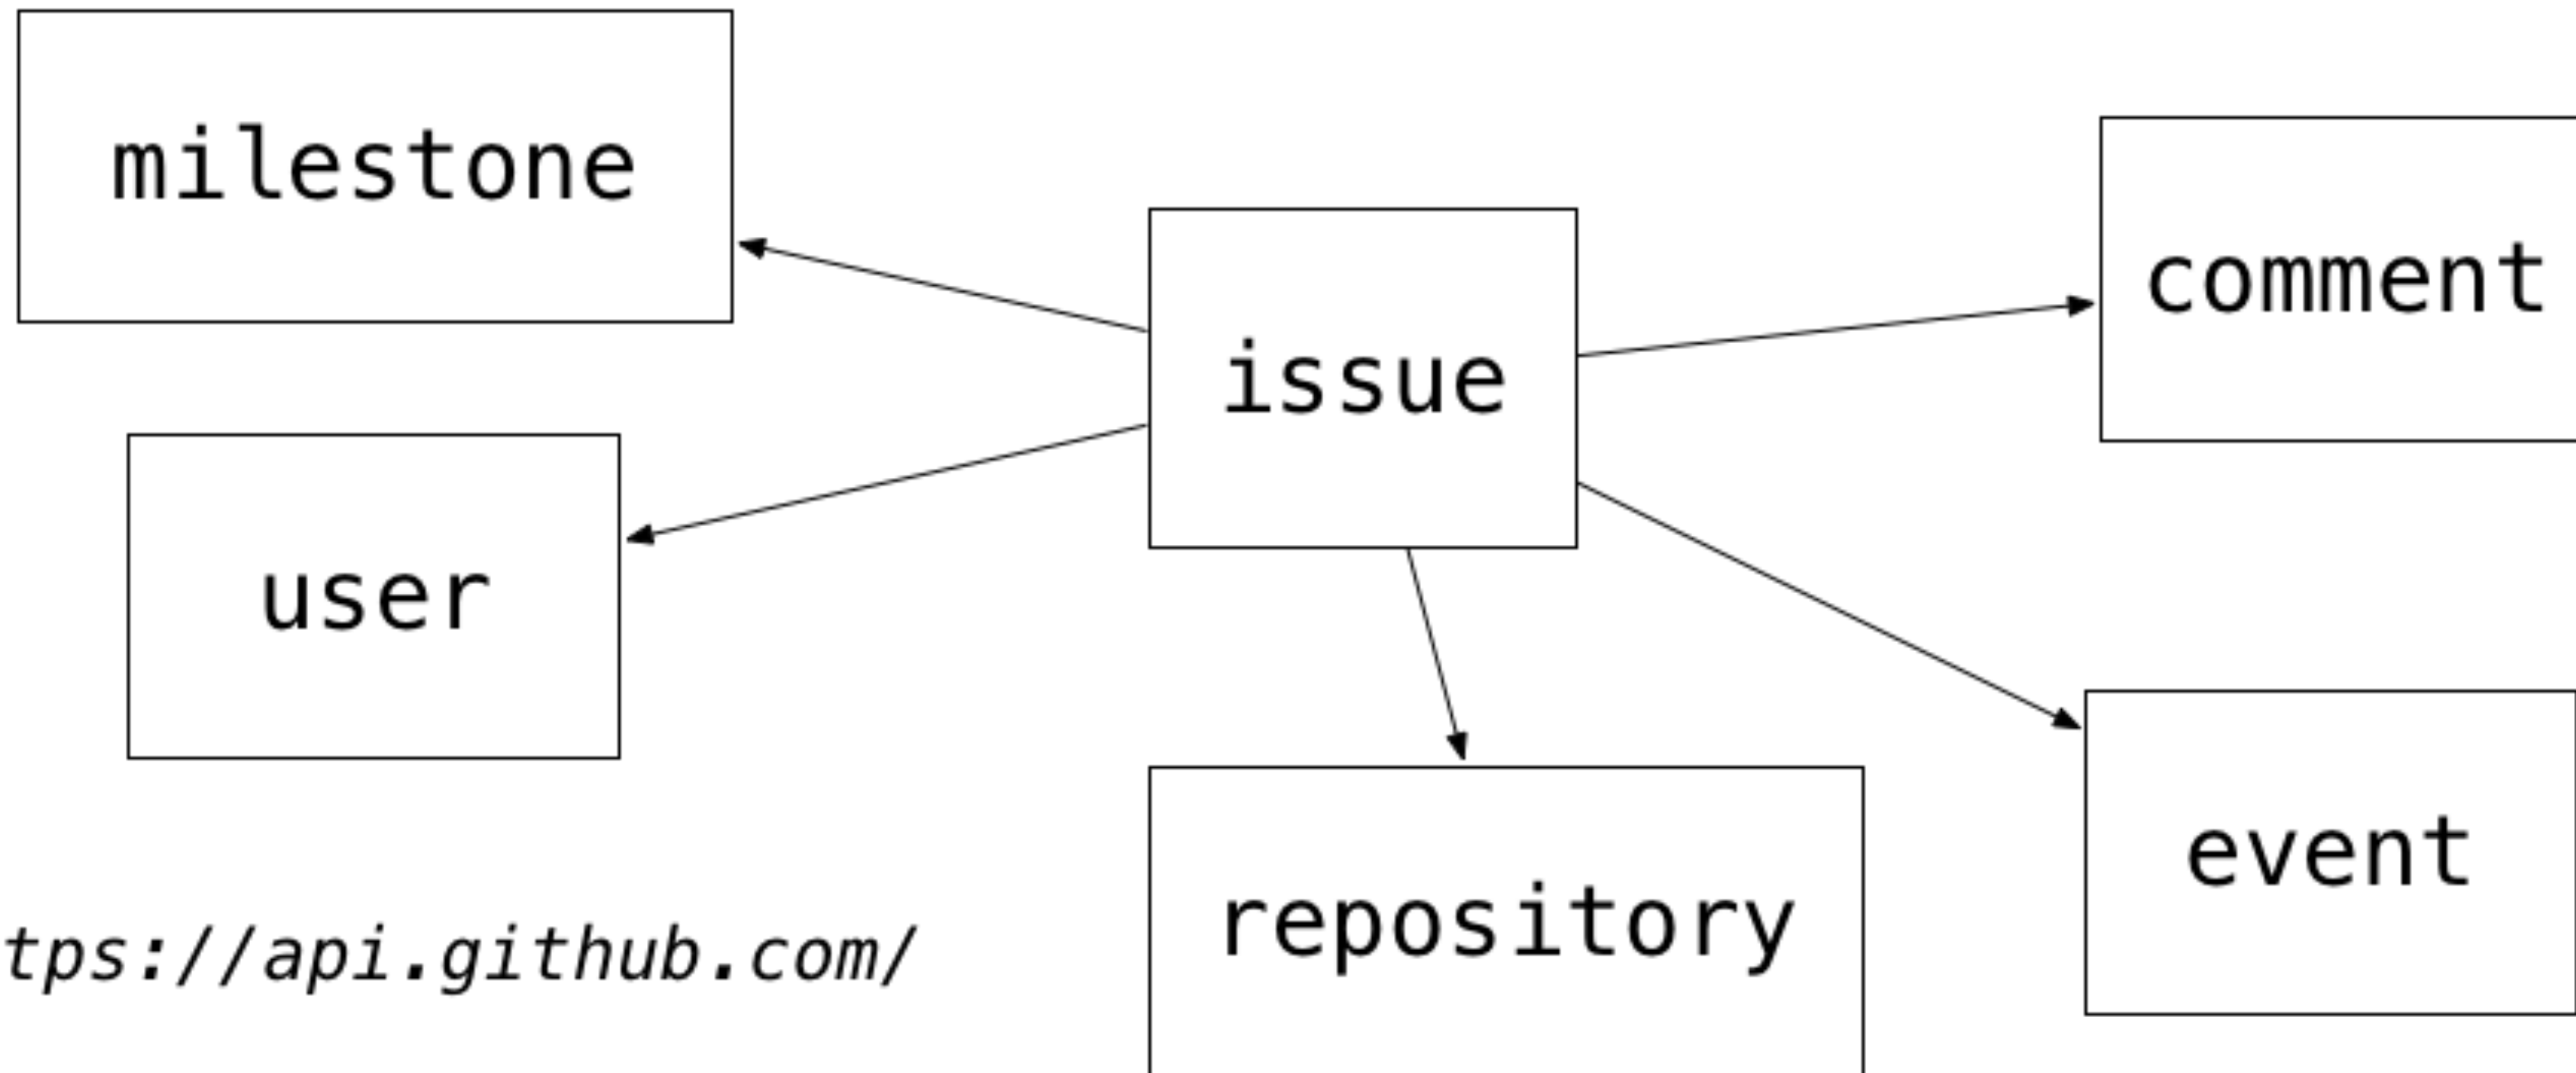 milestone
issue
comment
user
event
repository
tps://api.github.com/